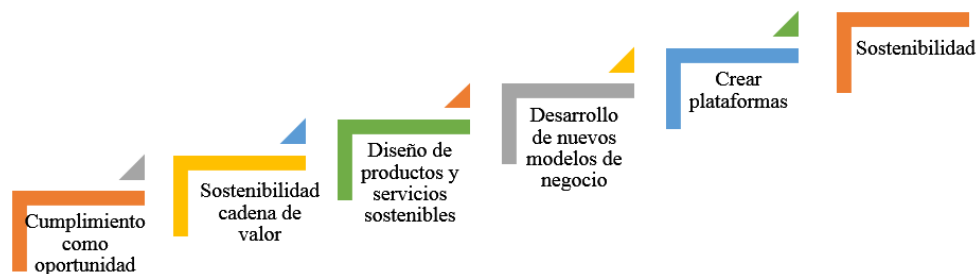 Cumplimiento
como
oportunidad
Sostenibilidad
cadena de
valor
Diseño de
productos y
servicios
sostenibles
Desarrollo
de nuevos
modelos de
negocio
Crear
plataformas
Sostenibilidad